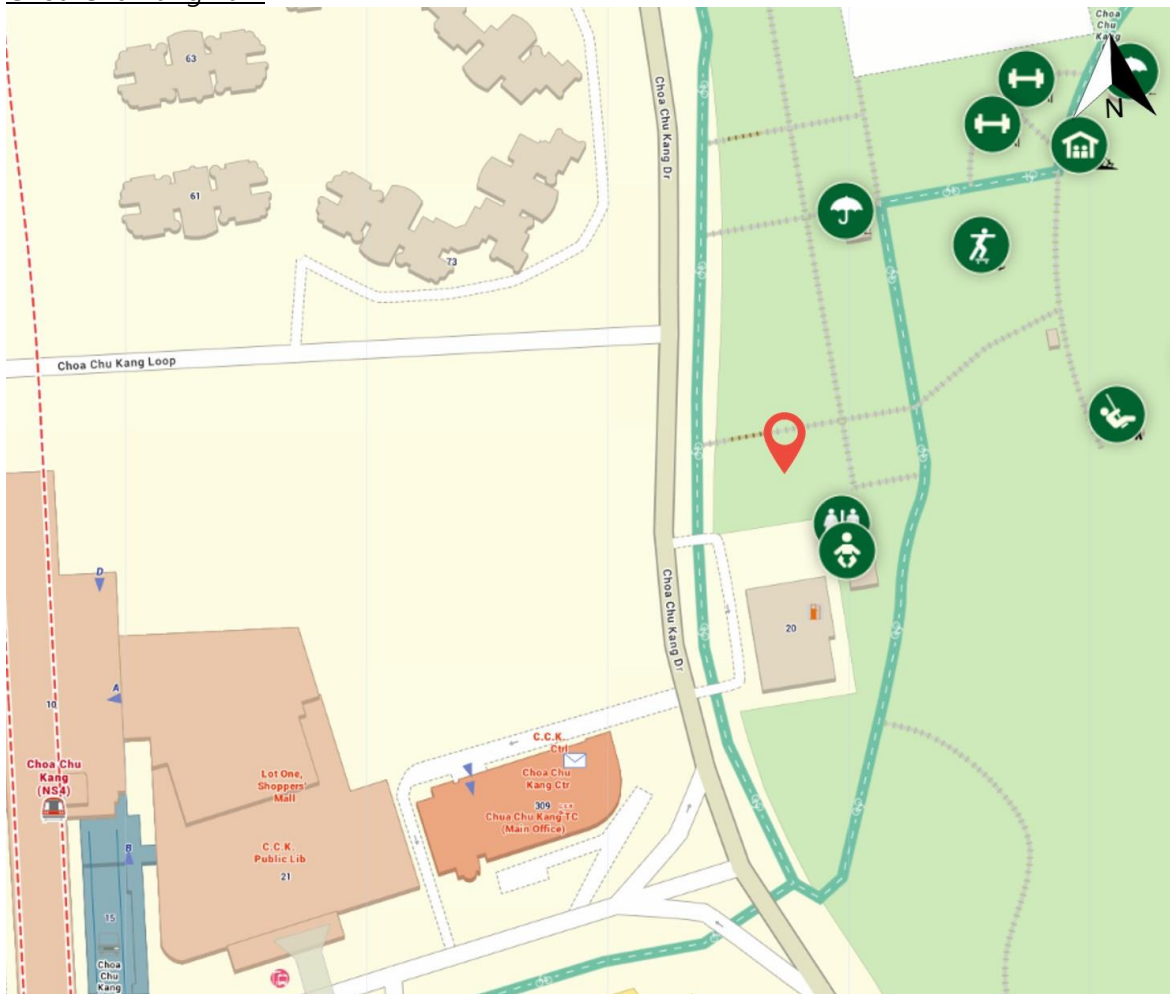 Choa
Chu
Kang
N
63
Choa Chu Kang Dr
61
73
Choa Chu Kang Loop
D
A
10
Choa Chu
Kang
(NS4)
Lot One,
Shoppers'
Mall
C.C.K.
Public Lib
21
B
15
Choa
Chu
Kang
C.C.K.
Ctrl
Choa Chu
Kang Ctr
309
Chua Chu Kang TC
(Main Office)
Choa Chu Kang Dr
20